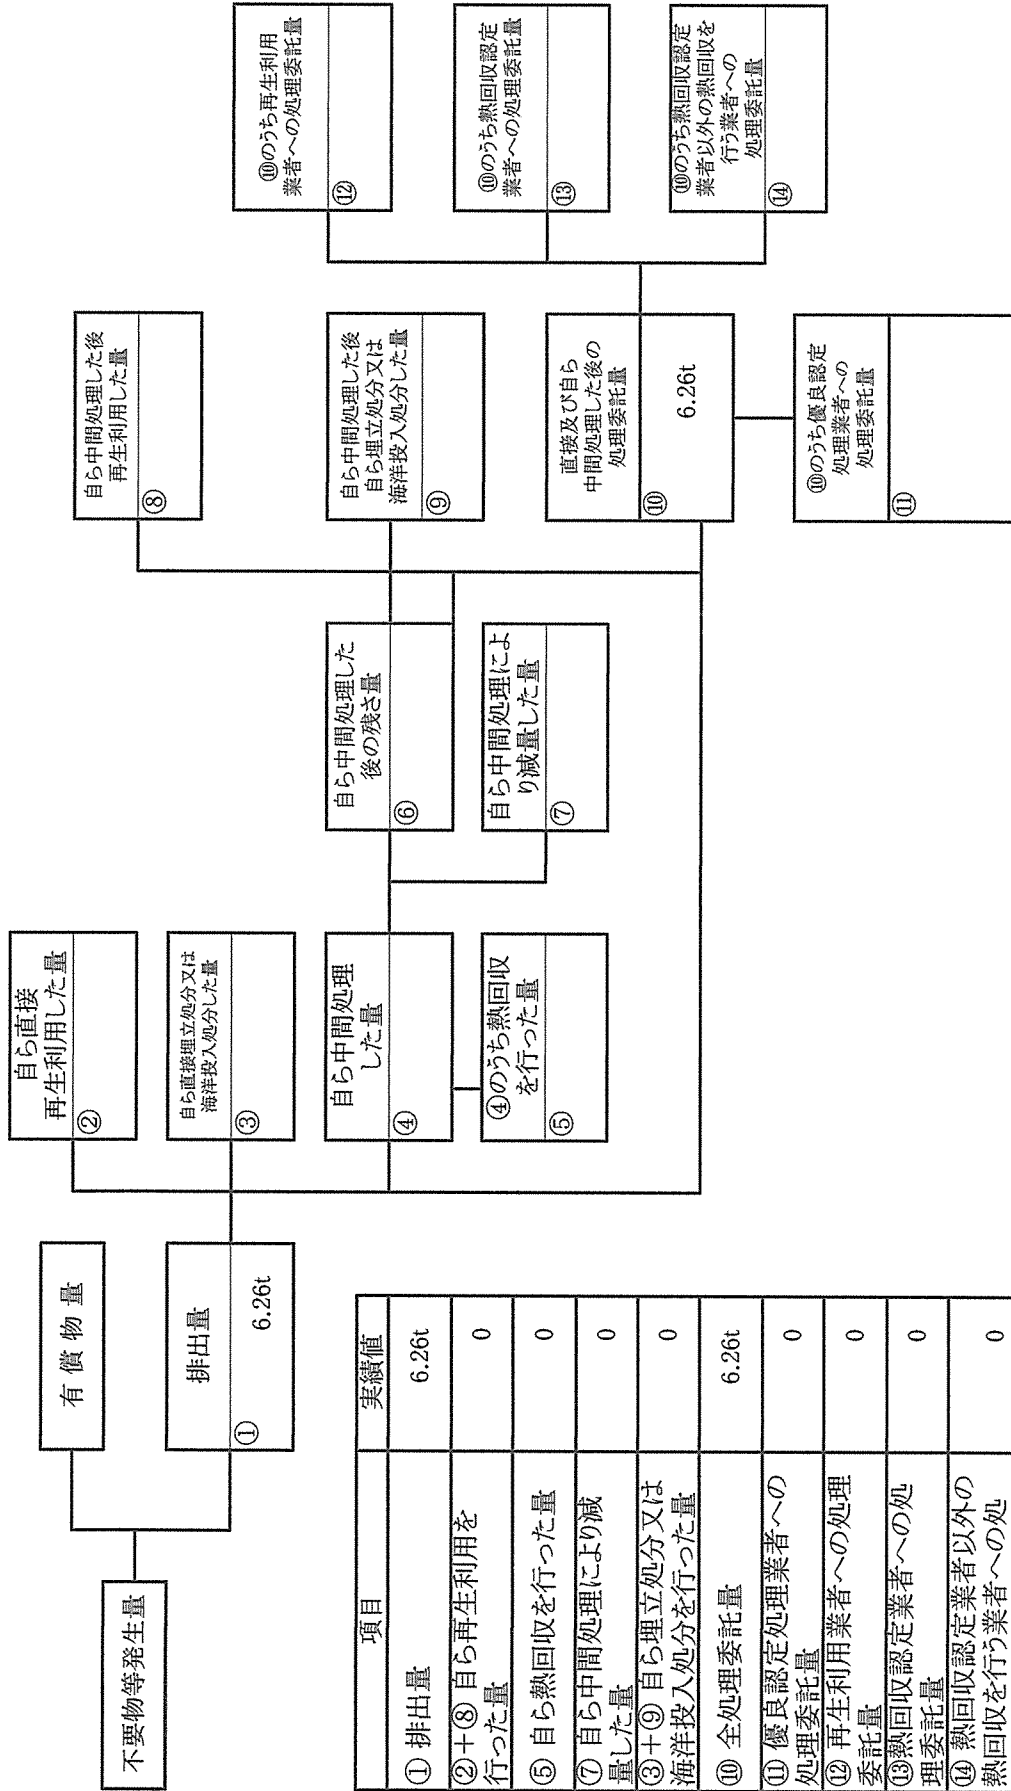 不要物等発生量
有 償 物 量
排出量
①
6.26t
自ら直接
再生利用した量
②
自ら直接埋立処分又は
海洋投入処分した量
③
自ら中間処理
した量
④
④のうち熱回収
を行った量
⑤
自ら中間処理した
後の残さ量
⑥
自ら中間処理によ
り減量した量
⑦
自ら中間処理した後
再生利用した量
⑧
自ら中間処理した後
自ら埋立処分又は
海洋投入処分した量
⑨
直接及び自ら
中間処理した後の
処理委託量
⑩
6.26t
⑩のうち優良認定
処理業者への
処理委託量
⑪
⑩のうち再生利用
業者への処理委託量
⑫
⑩のうち熱回収認定
業者への処理委託量
⑬
⑩のうち熱回収認定
業者以外の熱回収を
行う業者への
処理委託量
⑭
項目 実績値
① 排出量 6.26t
②+⑧ 自ら再生利用を
行った量 0
⑤ 自ら熱回収を行った量 0
⑦ 自ら中間処理により減
量した量 0
③+⑨ 自ら埋立処分又は
海洋投入処分を行った量 0
⑩ 全処理委託量 6.26t
⑪ 優良認定処理業者への
処理委託量 0
⑫ 再生利用業者への処理
委託量 0
⑬熱回収認定業者への処
理委託量 0
⑭ 熱回収認定業者以外の
熱回収を行う業者への処 0